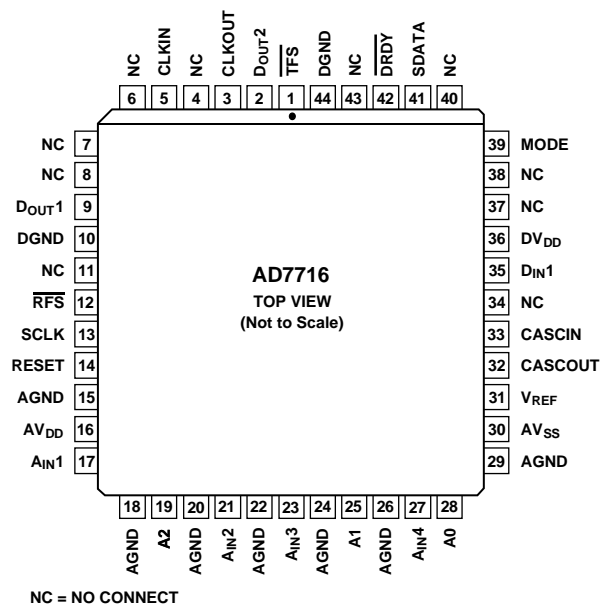 NC CLKIN NC CLKOUT DOUT2 TFS DGND NC DRDY SDATA NC
6 5 4 3 2 1 44 43 42 41 40
NC 7
NC 8
DOUT1 9
DGND 10
NC 11
RFS 12
SCLK 13
RESET 14
AGND 15
AVDD 16
AIN1 17
AD7716
TOP VIEW
(Not to Scale)
39 MODE
38 NC
37 NC
36 DVDD
35 DIN1
34 NC
33 CASCIN
32 CASCOUT
31 VREF
30 AVSS
29 AGND
18 19 20 21 22 23 24 25 26 27 28
AGND A2 AGND AIN2 AGND AIN3 AGND A1 AGND AIN4 A0
NC = NO CONNECT